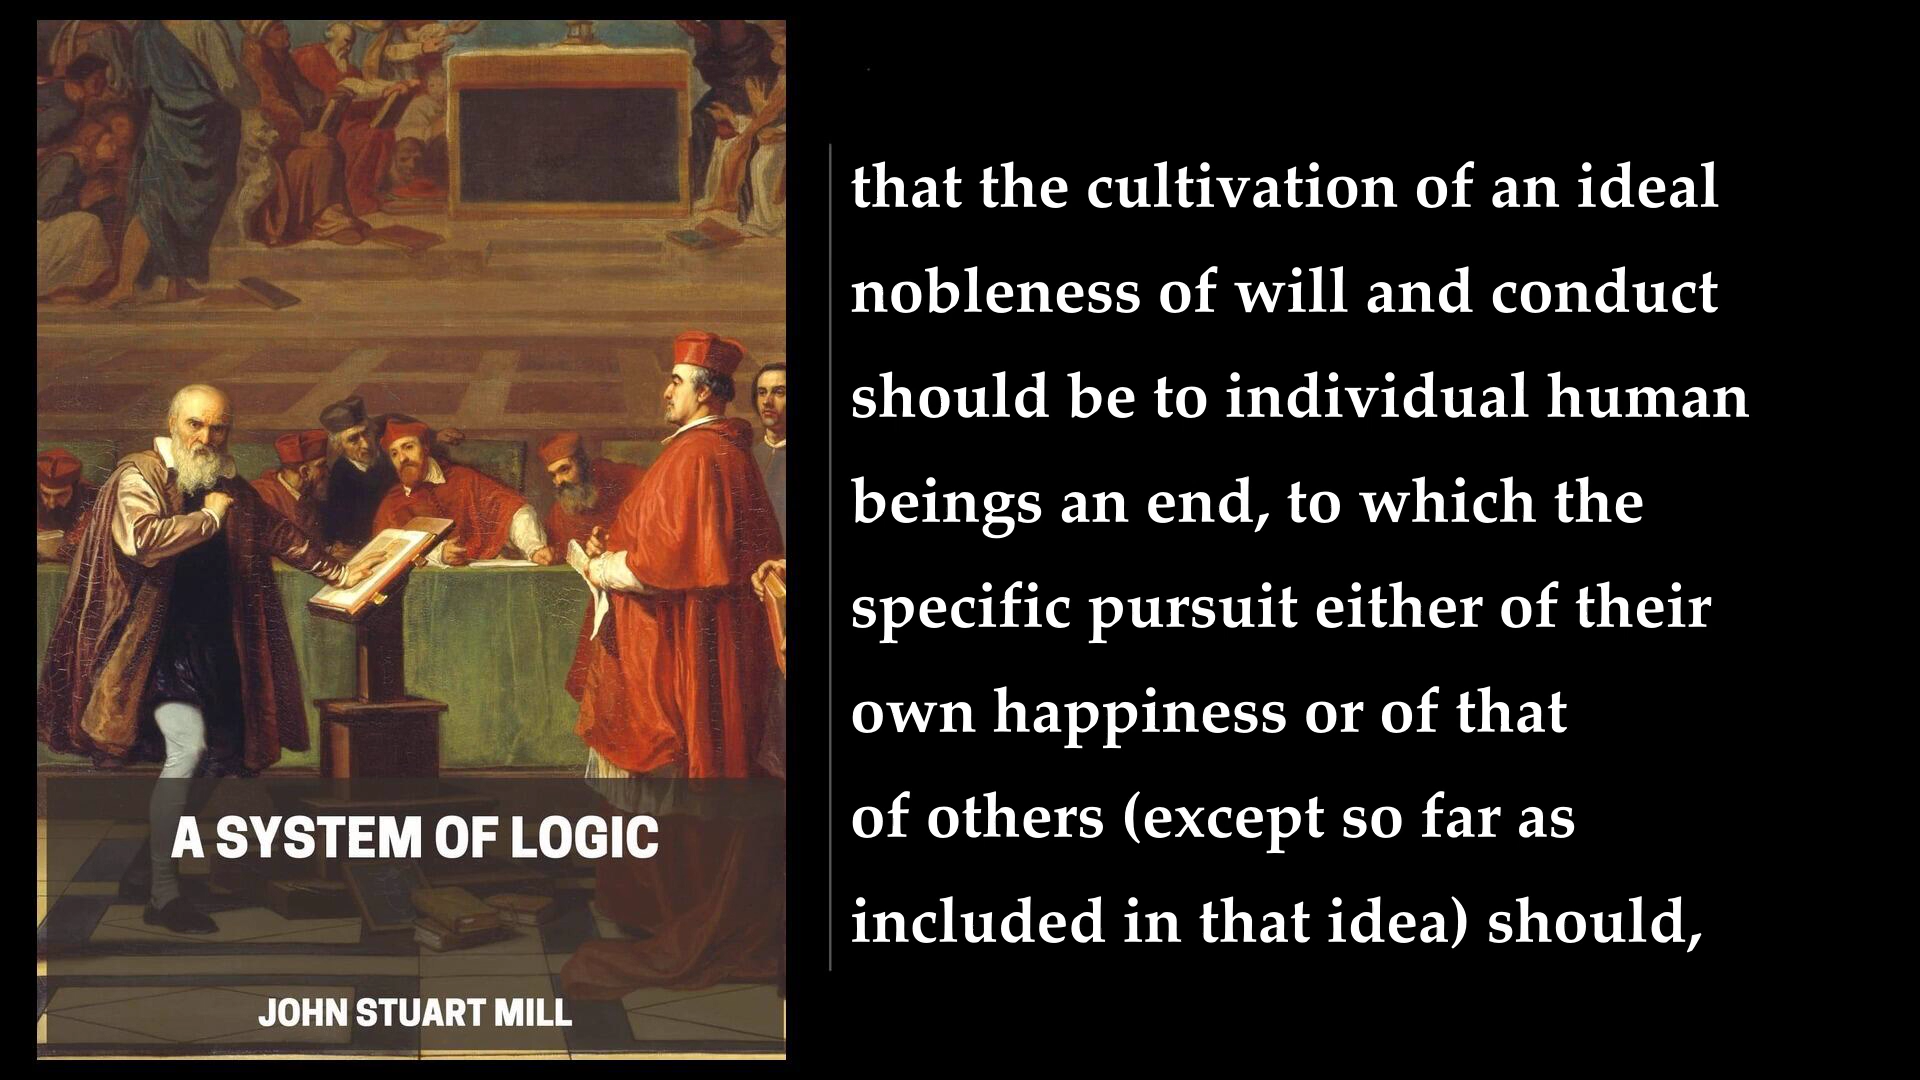 A SYSTEM OF LOGIC
JOHN STUART MILL
that the cultivation of an ideal
nobleness of will and conduct
should be to individual human
beings an end, to which the
specific pursuit either of their
own happiness or of that
of others (except so far as
included in that idea) should,